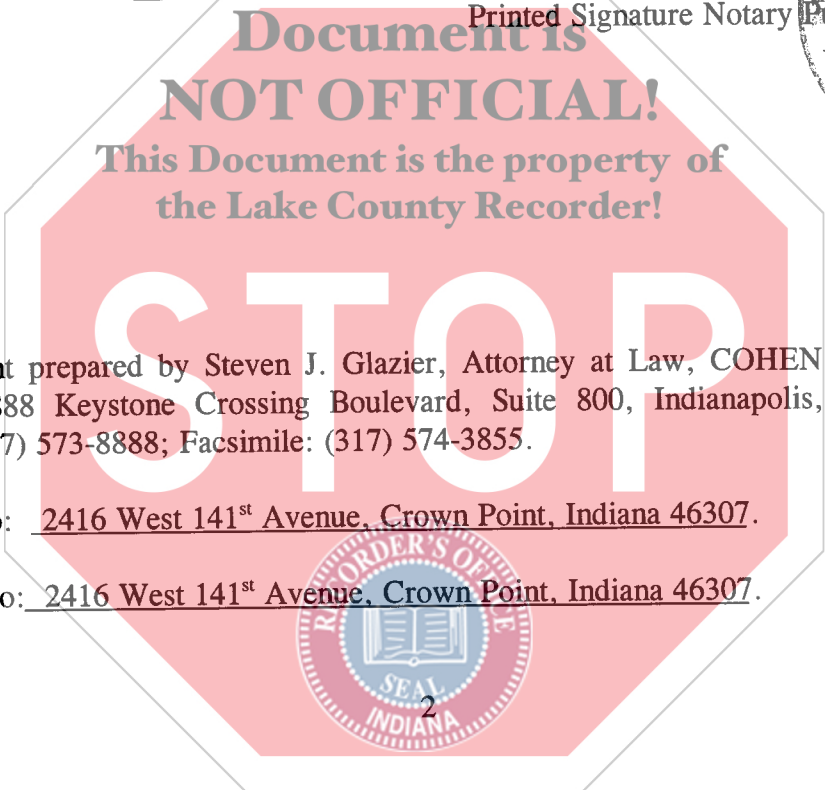 Printed Signature Notary
Document is
NOT OFFICIAL!
This Document is the property of
the Lake County Recorder!
STOP
prepared by Steven J. Glazier, Attorney at Law, COHEN
Keystone Crossing Boulevard, Suite 800, Indianapolis,
573-8888; Facsimile: (317) 574-3855.
2416 West 141st Avenue, Crown Point, Indiana 46307.
2416 West 141st Avenue, Crown Point, Indiana 46307.
RECORDER'S OFFICE
SEAL
INDIANA
2